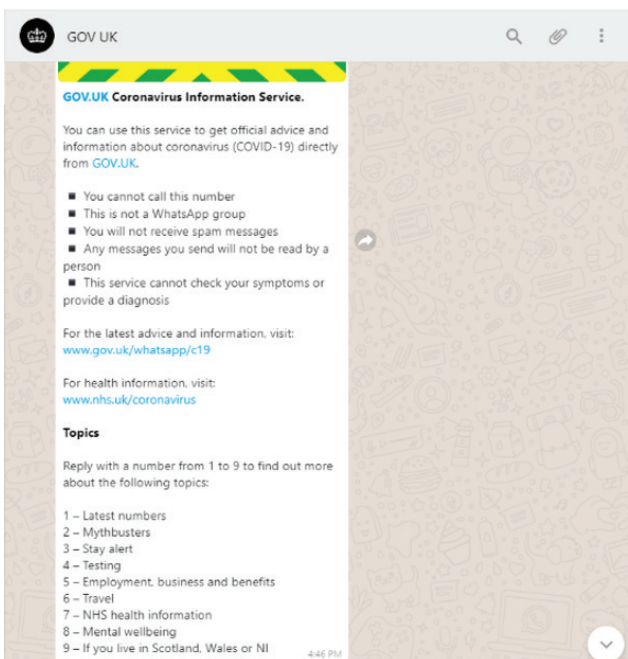 GOV UK
GOV.UK Coronavirus Information Service.
You can use this service to get official advice and
information about coronavirus (COVID-19) directly
from GOV.UK.
▪ You cannot call this number
▪ This is not a WhatsApp group
▪ You will not receive spam messages
▪ Any messages you send will not be read by a
person
▪ This service cannot check your symptoms or
provide a diagnosis
For the latest advice and information, visit:
www.gov.uk/whatsapp/c19
For health information, visit:
www.nhs.uk/coronavirus
Topics
Reply with a number from 1 to 9 to find out more
about the following topics:
1 – Latest numbers
2 – Mythbusters
3 – Stay alert
4 – Testing
5 – Employment, business and benefits
6 – Travel
7 – NHS health information
8 – Mental wellbeing
9 – If you live in Scotland, Wales or NI
4:46 PM